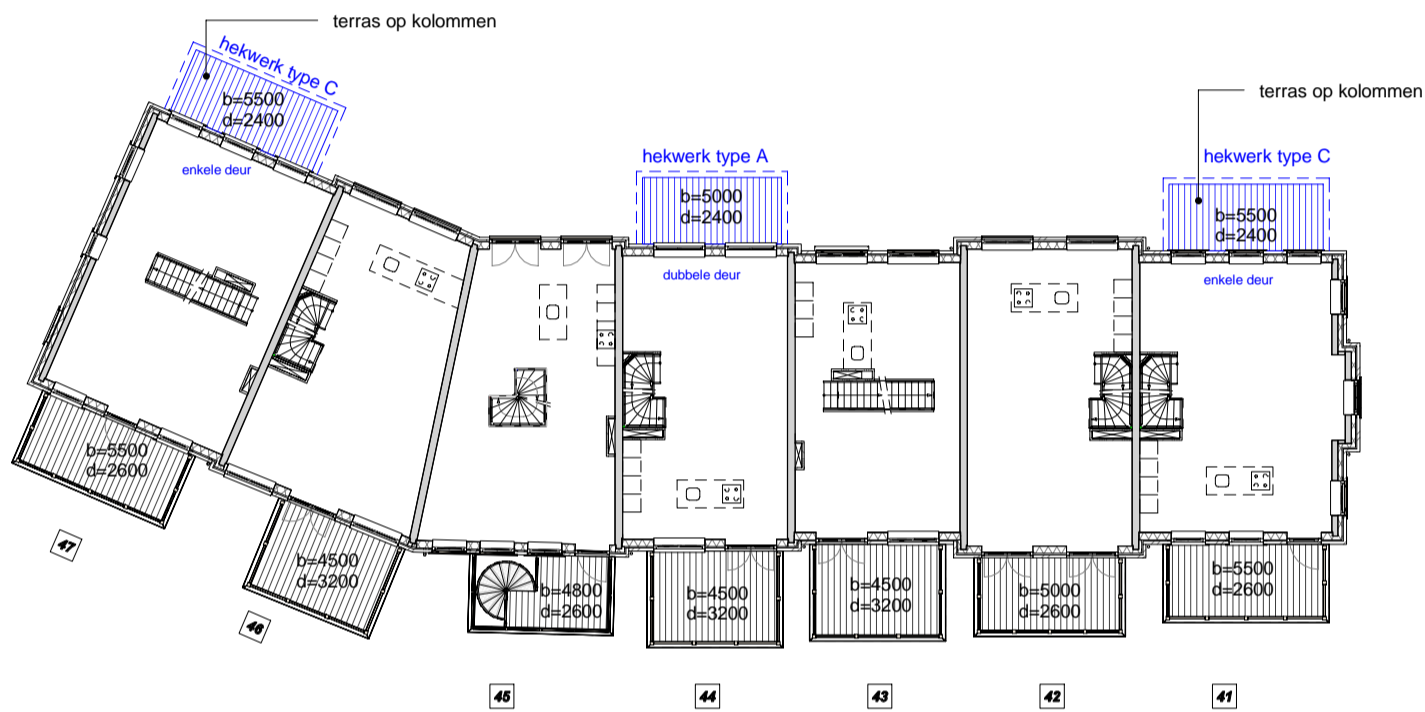 terras op kolommen
hekwerk type C
b=5500
d=2400
enkele deur
terras op kolommen
hekwerk type A
b=5000
d=2400
dubbele deur
hekwerk type C
b=5500
d=2400
enkele deur
b=5500
d=2600
b=4500
d=3200
b=4800
d=2600
b=4500
d=3200
b=4500
d=3200
b=5000
d=2600
b=5500
d=2600
47
46
45
44
43
42
41